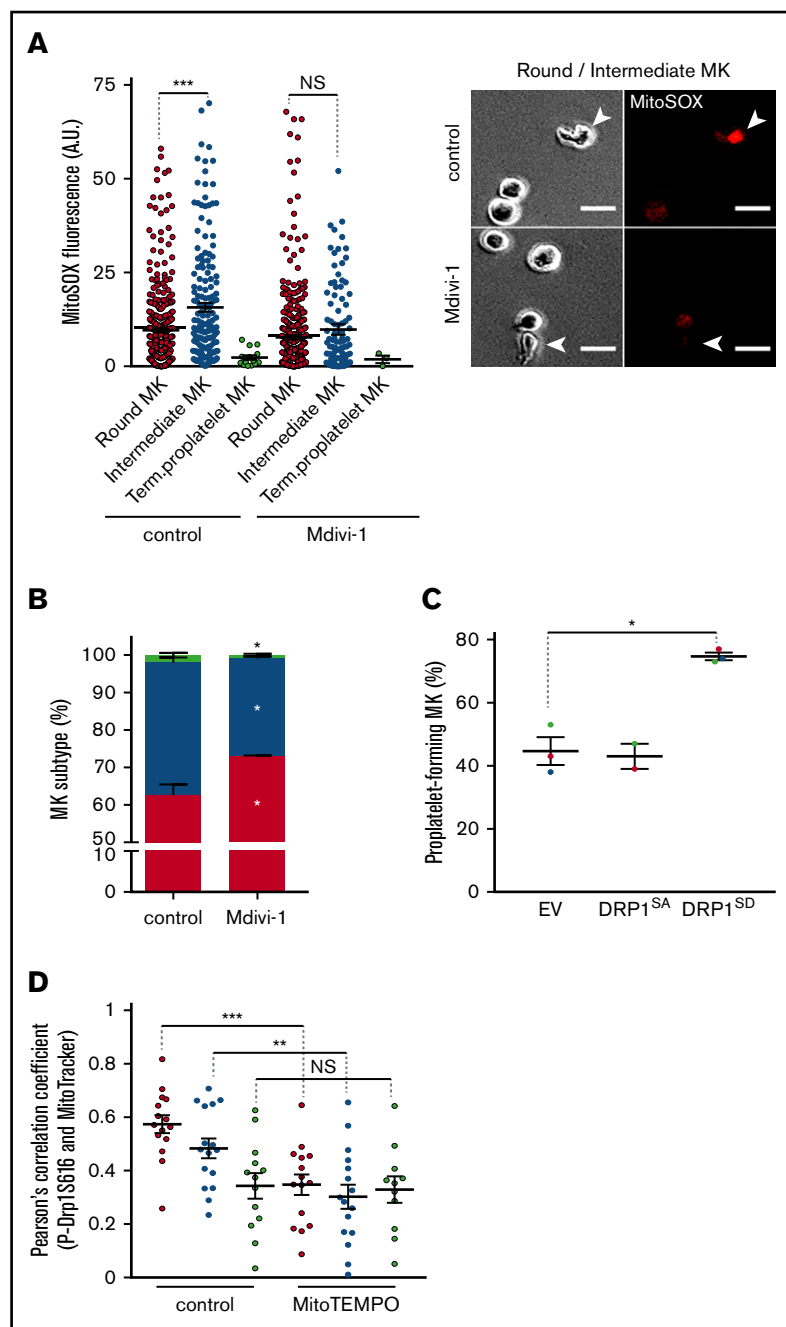 A
MitoSOX fluorescence (A.U.)
75
50
25
0
***
NS
Round MK
Intermediate MK
Term.proplatelet MK
Round MK
Intermediate MK
Term.proplatelet MK
control
Mdivi-1
Round / Intermediate MK
MitoSOX
control
Mdivi-1
B
MK subtype (%)
100
90
80
70
60
50
10
0
*
*
*
control
Mdivi-1
C
Proplatelet-forming MK (%)
80
60
40
20
0
*
EV
DRP1SA
DRP1SD
D
Pearson's correlation coefficient
(P-Drp1S616 and MitoTracker)
1
0.8
0.6
0.4
0.2
0
***
**
NS
control
MitoTEMPO